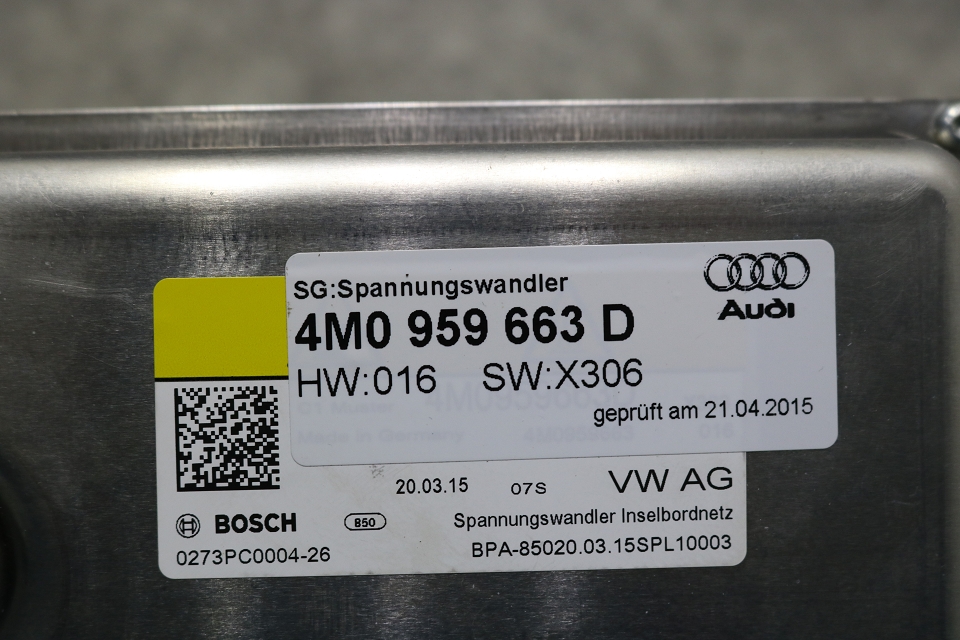 SG:Spannungswandler
Audi
4M0 959 663 D
HW:016 SW:X306
geprüft am 21.04.2015
20.03.15 07S VW AG
BOSCH 850 Spannungswandler Inselbordnetz
0273PC0004-26 BPA-85020.03.15SPL10003